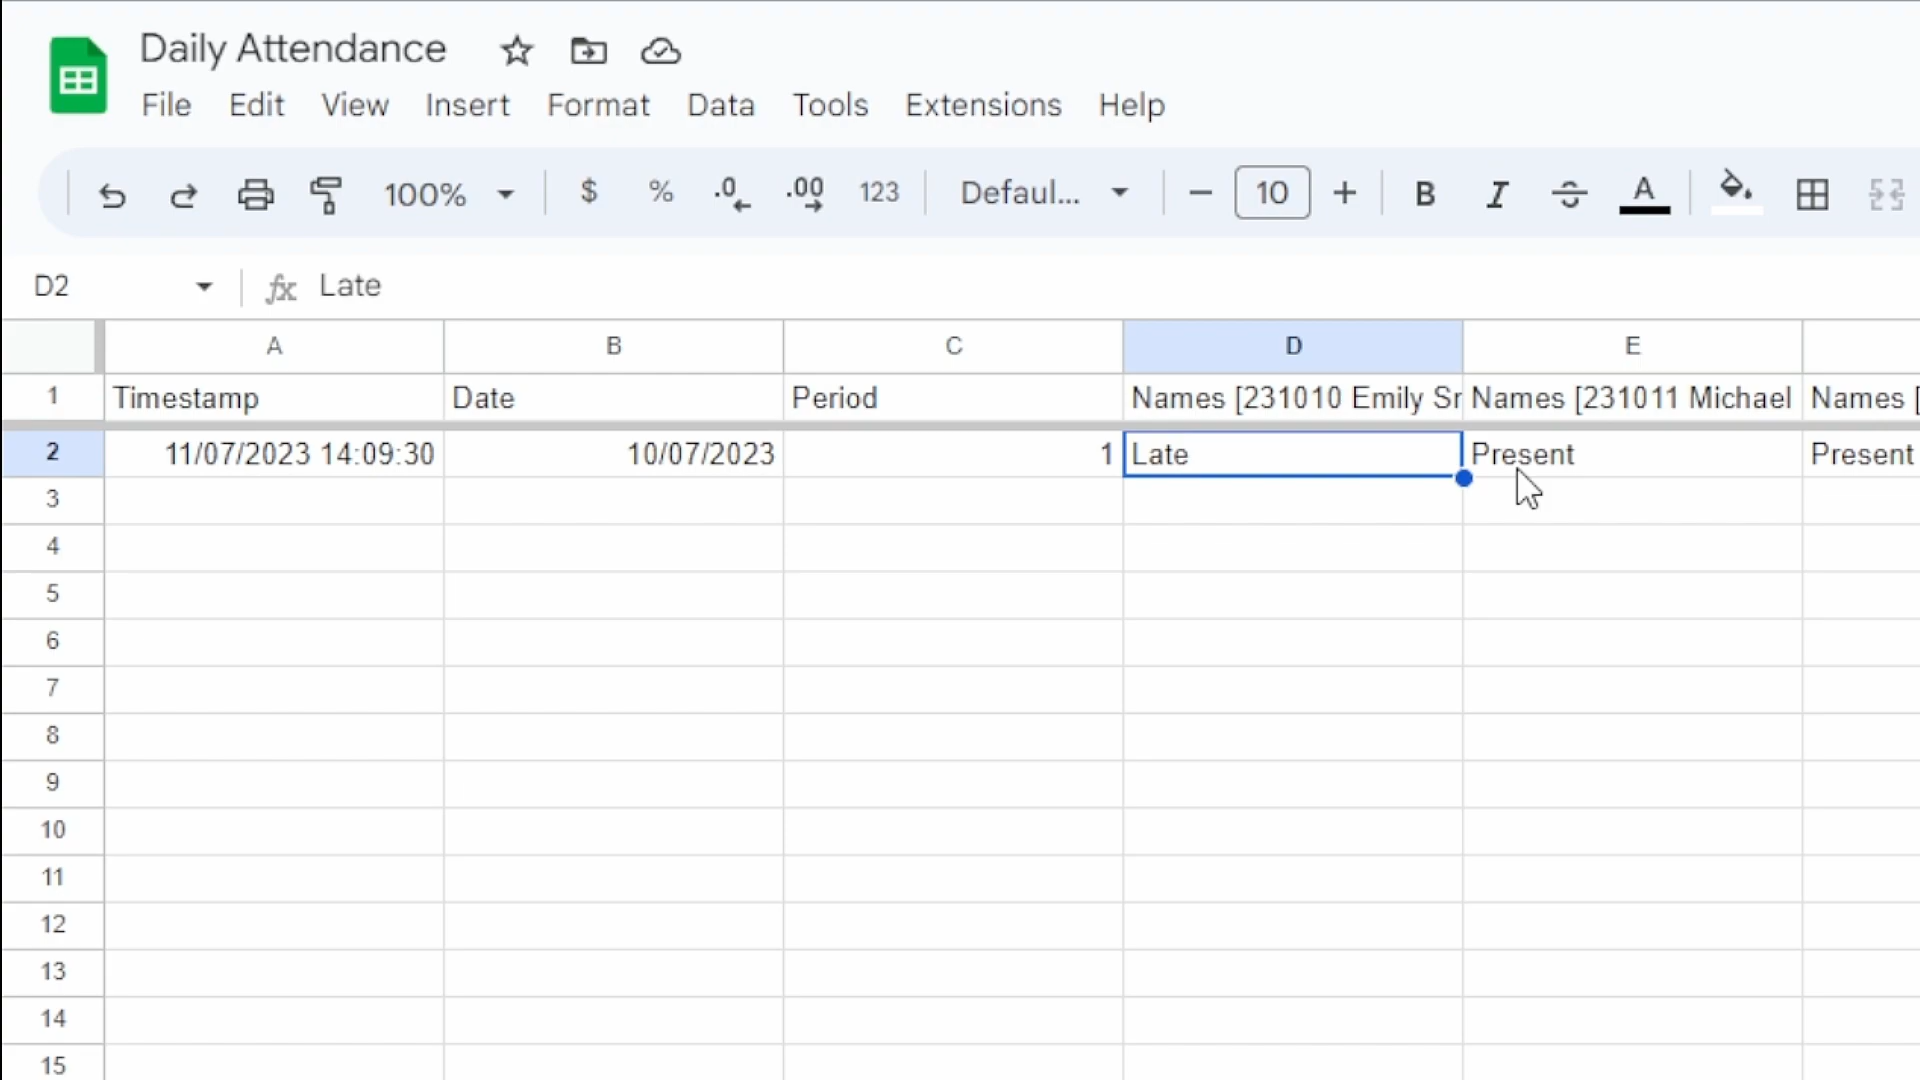 Daily Attendance
File Edit View Insert Format Data Tools Extensions Help
100% $ % .0 .00 123 Defaul... 10 B I A
D2 fx Late
A B C D E
1 Timestamp Date Period Names [231010 Emily Names [231011 Michael Names [
2 11/07/2023 14:09:30 10/07/2023 1 Late Present Present
3
4
5
6
7
8
9
10
11
12
13
14
15